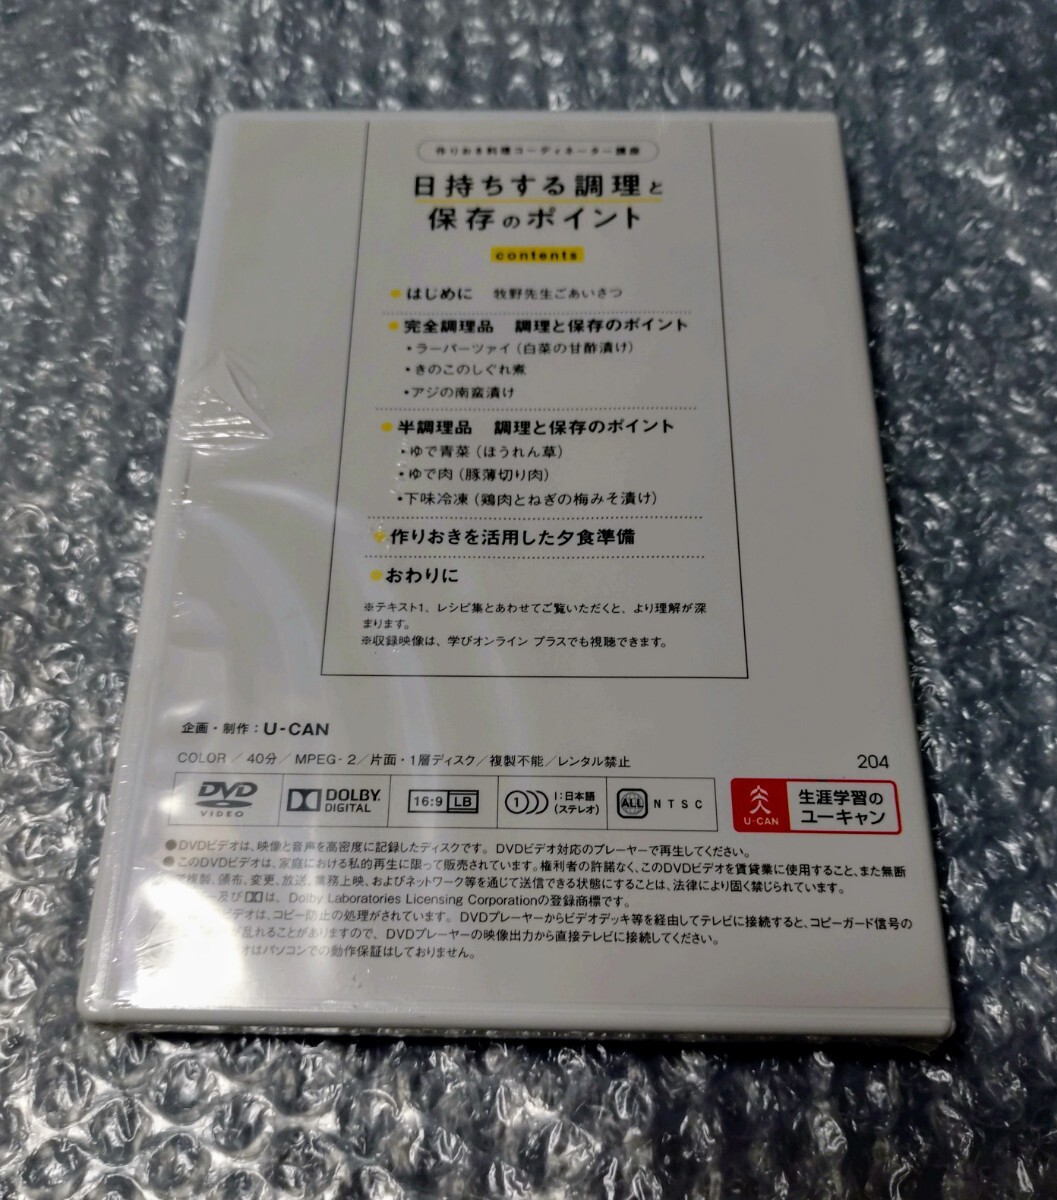 作りおき料理コーディネーター講座
日持ちする調理と
保存のポイント
contents
●はじめに 牧野先生ごあいさつ
●完全調理品 調理と保存のポイント
・ラーパーツァイ（白菜の甘酢漬け）
・きのこのしぐれ煮
・アジの南蛮漬け
●半調理品 調理と保存のポイント
・ゆで青菜（ほうれん草）
・ゆで肉（豚薄切り肉）
・下味冷凍（鶏肉とねぎの梅みそ漬け）
●作りおきを活用した夕食準備
●おわりに
※テキスト1、レシピ集とあわせてご覧いただくと、より理解が深
まります。
※収録映像は、学びオンライン プラスでも視聴できます。
企画・制作：U-CAN
COLOR／40分／MPEG-2／片面・1層ディスク／複製不能／レンタル禁止
204
DVD VIDEO
DOLBY DIGITAL
16:9 LB
1 I：日本語（ステレオ）
ALL NTSC
U-CAN 生涯学習のユーキャン
●DVDビデオは、映像と音声を高密度に記録したディスクです。DVDビデオ対応のプレーヤーで再生してください。
●このDVDビデオは、家庭における私的再生に限って販売されています。権利者の許諾なく、このDVDビデオを賃貸業に使用すること、また無断
で複製、頒布、変更、放送、業務上映、およびネットワーク等を通じて送信できる状態にすることは、法律により固く禁じられています。
ー及びは、Dolby Laboratories Licensing Corporationの登録商標です。
ビデオは、コピー防止の処理がされています。DVDプレーヤーからビデオデッキ等を経由してテレビに接続すると、コピーガード信号の
が乱れることがありますので、DVDプレーヤーの映像出力から直接テレビに接続してください。
オはパソコンでの動作保証はしておりません。